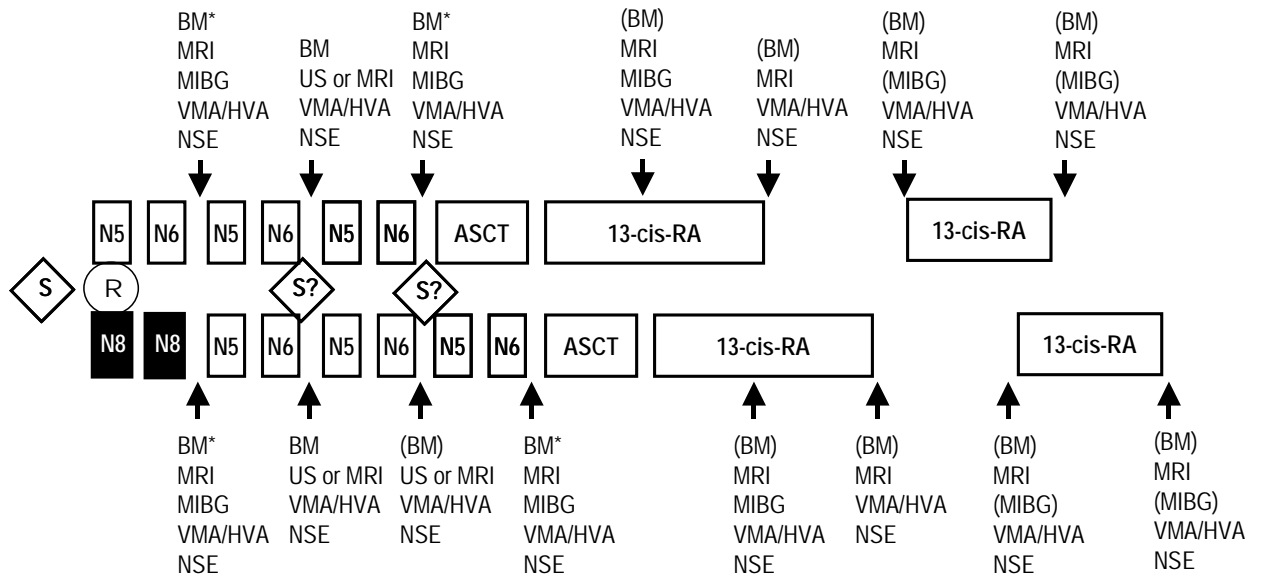 BM*
MRI
MIBG
VMA/HVA
NSE
BM
US or MRI
VMA/HVA
NSE
BM*
MRI
MIBG
VMA/HVA
NSE
(BM)
MRI
MIBG
VMA/HVA
NSE
(BM)
MRI
VMA/HVA
NSE
(BM)
MRI
(MIBG)
VMA/HVA
NSE
(BM)
MRI
(MIBG)
VMA/HVA
NSE
N5 N6 N5 N6 N5 N6 ASCT 13-cis-RA 13-cis-RA
S R S? S?
N8 N8 N5 N6 N5 N6 N5 N6 ASCT 13-cis-RA 13-cis-RA
BM*
MRI
MIBG
VMA/HVA
NSE
BM
US or MRI
VMA/HVA
NSE
(BM)
US or MRI
VMA/HVA
NSE
BM*
MRI
MIBG
VMA/HVA
NSE
(BM)
MRI
MIBG
VMA/HVA
NSE
(BM)
MRI
VMA/HVA
NSE
(BM)
MRI
(MIBG)
VMA/HVA
NSE
(BM)
MRI
(MIBG)
VMA/HVA
NSE